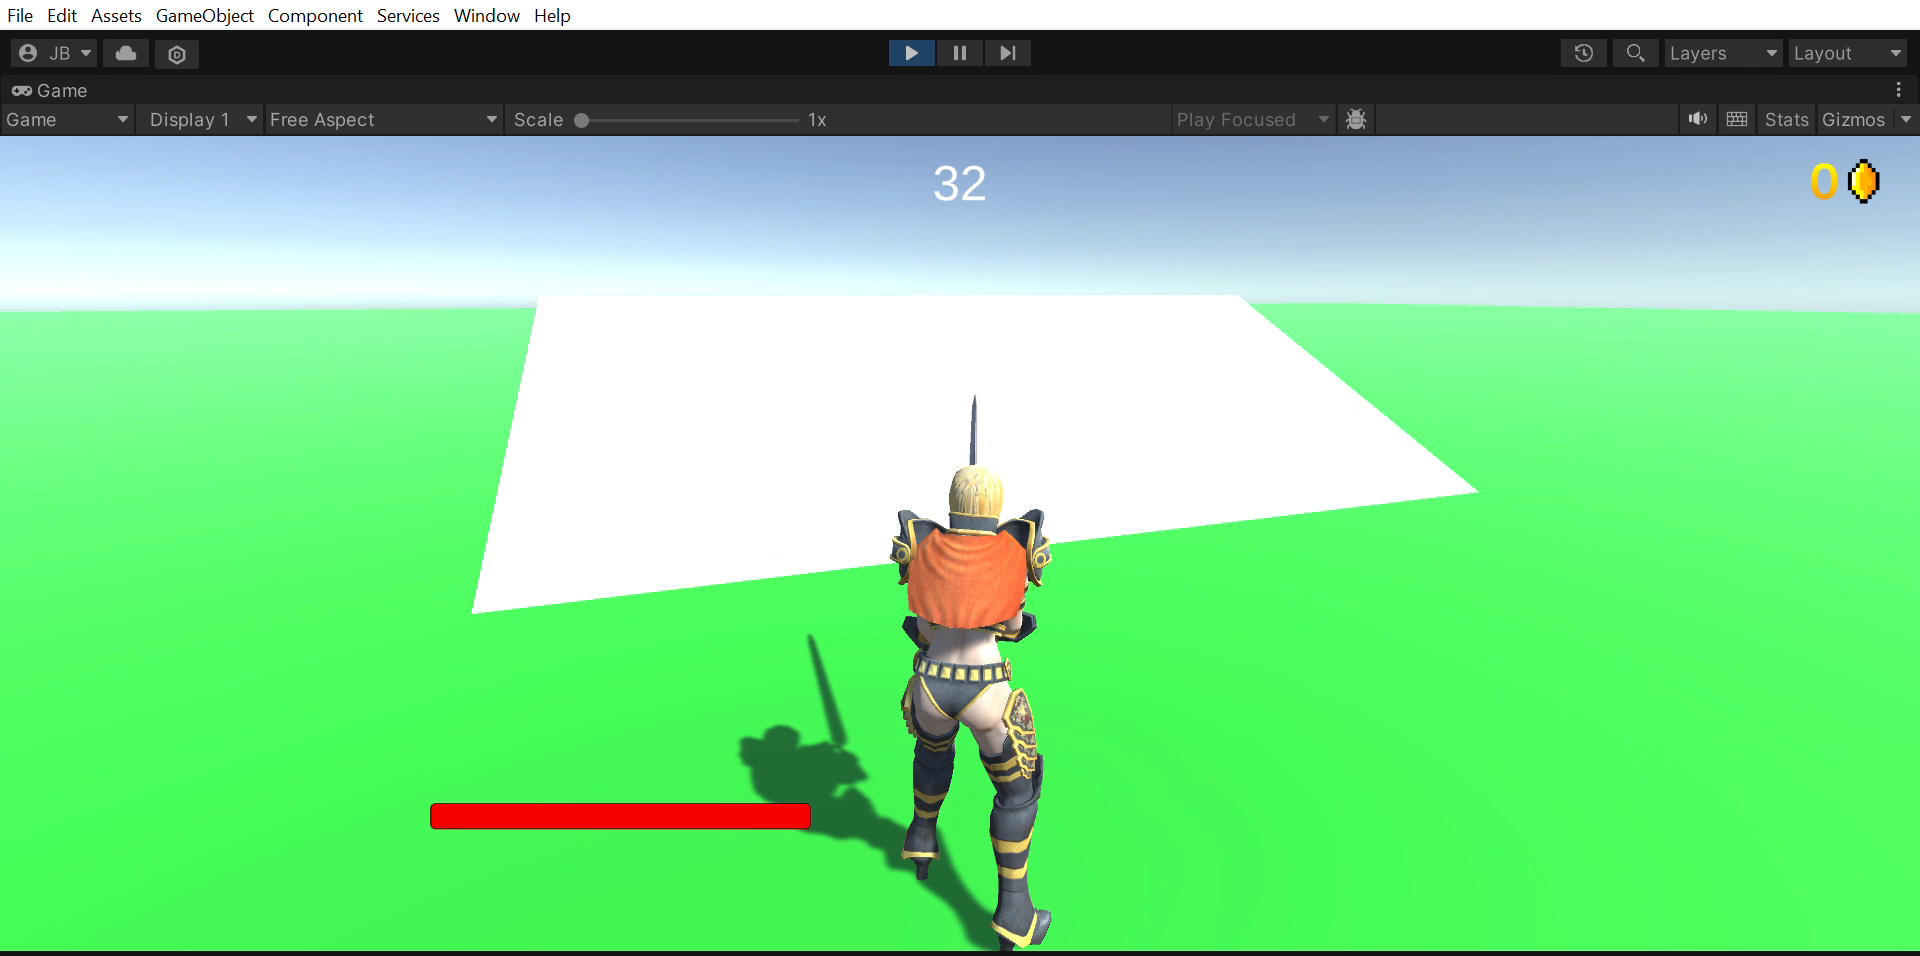 File Edit Assets GameObject Component Services Window Help
JB Layers Layout
Game
Game Display 1 Free Aspect Scale 1x Play Focused Stats Gizmos
32 0